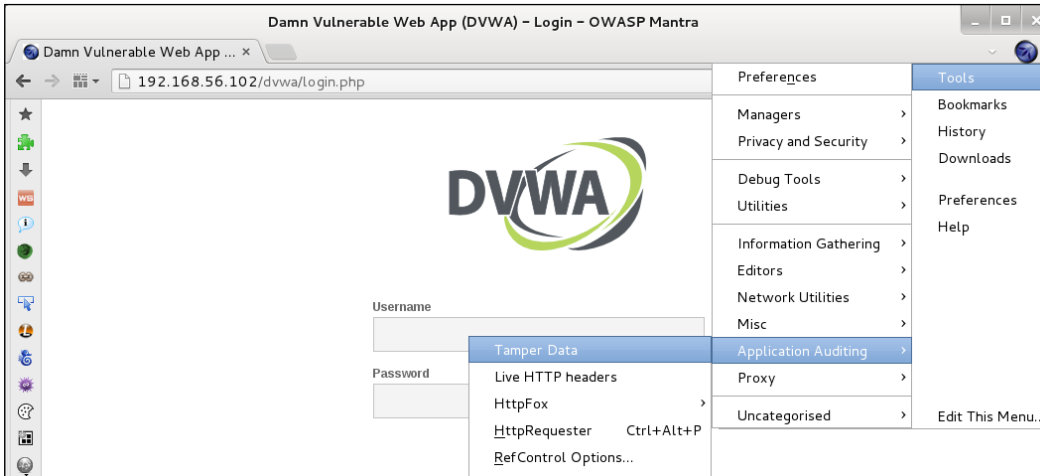 Damn Vulnerable Web App (DVWA) – Login – OWASP Mantra
Damn Vulnerable Web App ... ×
192.168.56.102/dvwa/login.php
DVWA
Username
Password
Tools
Bookmarks
History
Downloads
Preferences
Help
Edit This Menu..
Preferences
Managers
Privacy and Security
Debug Tools
Utilities
Information Gathering
Editors
Network Utilities
Misc
Application Auditing
Proxy
Uncategorised
Tamper Data
Live HTTP headers
HttpFox
HttpRequester Ctrl+Alt+P
RefControl Options...
WS